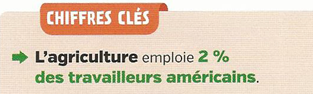 CHIFFRES CLÉS
➡ L'agriculture emploie 2 %
des travailleurs américains.